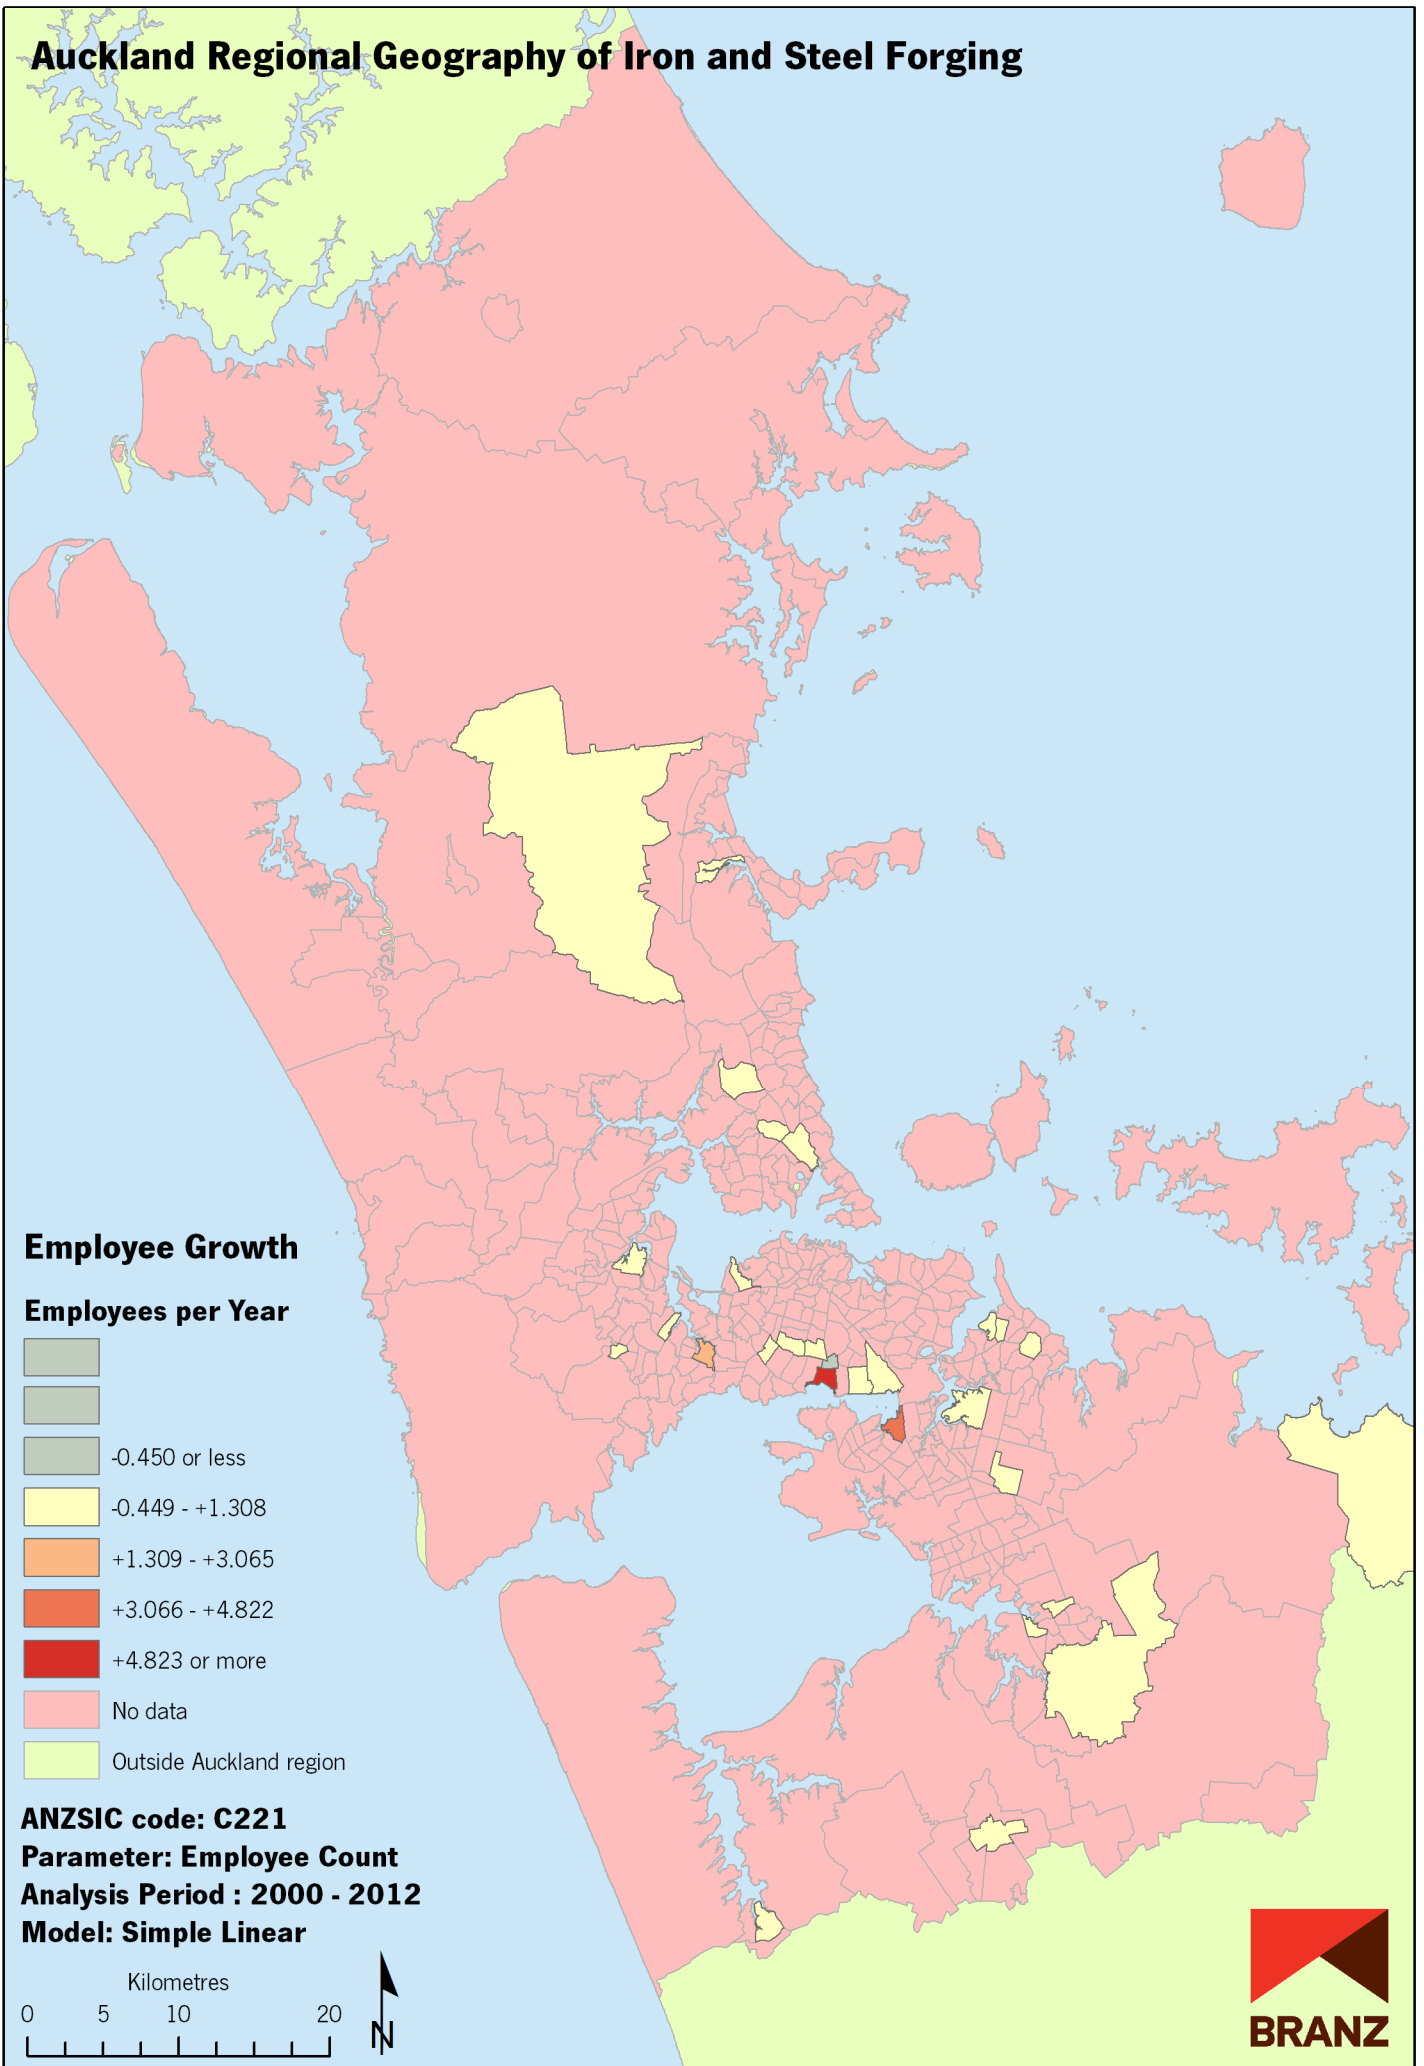 Auckland Regional Geography of Iron and Steel Forging
Employee Growth
Employees per Year
-0.450 or less
-0.449 - +1.308
+1.309 - +3.065
+3.066 - +4.822
+4.823 or more
No data
Outside Auckland region
ANZSIC code: C221
Parameter: Employee Count
Analysis Period : 2000 - 2012
Model: Simple Linear
Kilometres
0 5 10 20
N
BRANZ